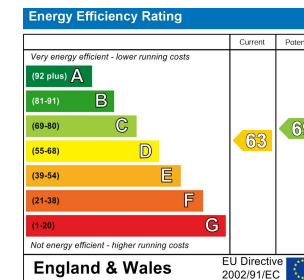 Energy Efficiency Rating
Current
Very energy efficient - lower running costs
(92 plus) A
(81-91) B
(69-80) C
(55-68) D
(39-54) E
(21-38) F
(1-20) G
63
Not energy efficient - higher running costs
England & Wales
EU Directive
2002/91/EC